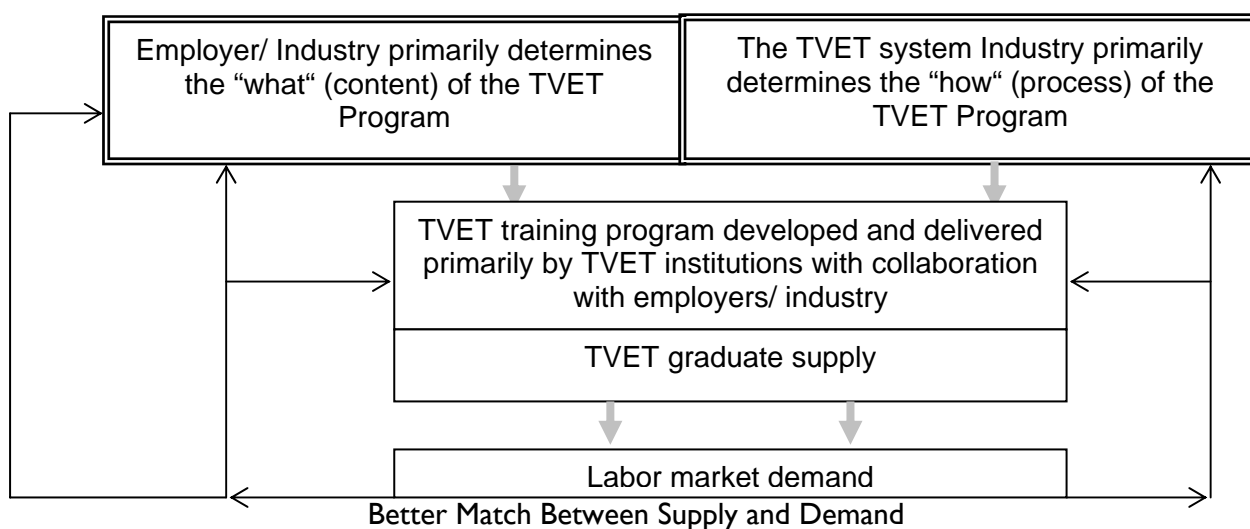 Employer/ Industry primarily determines
the “what“ (content) of the TVET
Program
The TVET system Industry primarily
determines the “how“ (process) of the
TVET Program
TVET training program developed and delivered
primarily by TVET institutions with collaboration
with employers/ industry
TVET graduate supply
Labor market demand
Better Match Between Supply and Demand